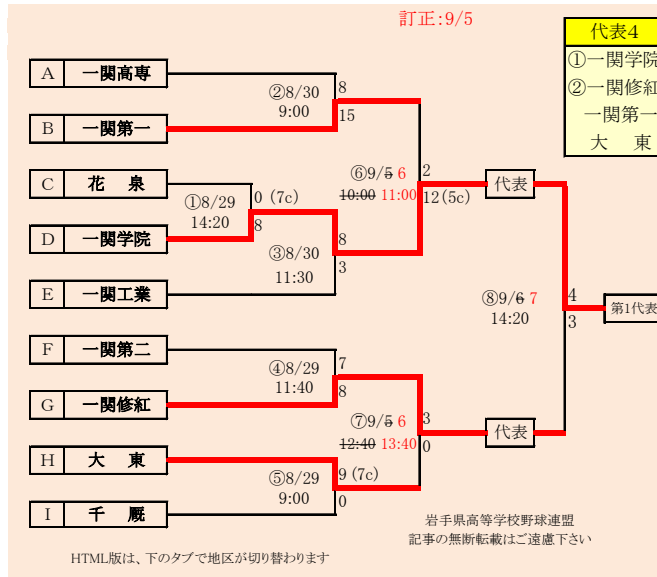 訂正:9/5
代表4
①一関学院
②一関修紅
一関第一
大 東
A 一関高専
②8/30 8
9:00
B 一関第一 15
C 花 泉
①8/29 0 (7c)
14:20 8
D 一関学院 8
③8/30 3
11:30
E 一関工業
⑥9/5 6 2
10:00 11:00 12(5c)
代表
F 一関第二
④8/29 7
11:40 8
G 一関修紅
⑦9/5 6 3
12:40 13:40 0
代表
H 大 東
⑤8/29 9 (7c)
9:00 0
I 千 厩
⑧9/6 7 4
14:20 3
第1代表
岩手県高等学校野球連盟
記事の無断転載はご遠慮下さい
HTML版は、下のタブで地区が切り替わります